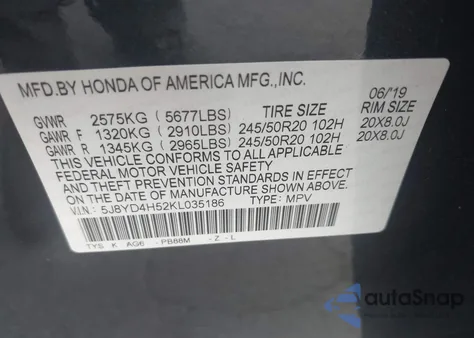 MFD.BY HONDA OF AMERICA MFG.,INC. 06/'19
GVWR 2575KG ( 5677LBS) TIRE SIZE RIM SIZE
GAWR F 1320KG ( 2910LBS) 245/50R20 102H 20X8.0J
GAWR R 1345KG ( 2965LBS) 245/50R20 102H 20X8.0J
THIS VEHICLE CONFORMS TO ALL APPLICABLE
FEDERAL MOTOR VEHICLE SAFETY
AND THEFT PREVENTION STANDARDS IN EFFECT
ON THE DATE OF MANUFACTURE SHOWN ABOVE.
V.I.N.: 5J8YD4H52KL035186 TYPE: MPV
TYS K AG6 - PB88M - Z - L
autoSnap